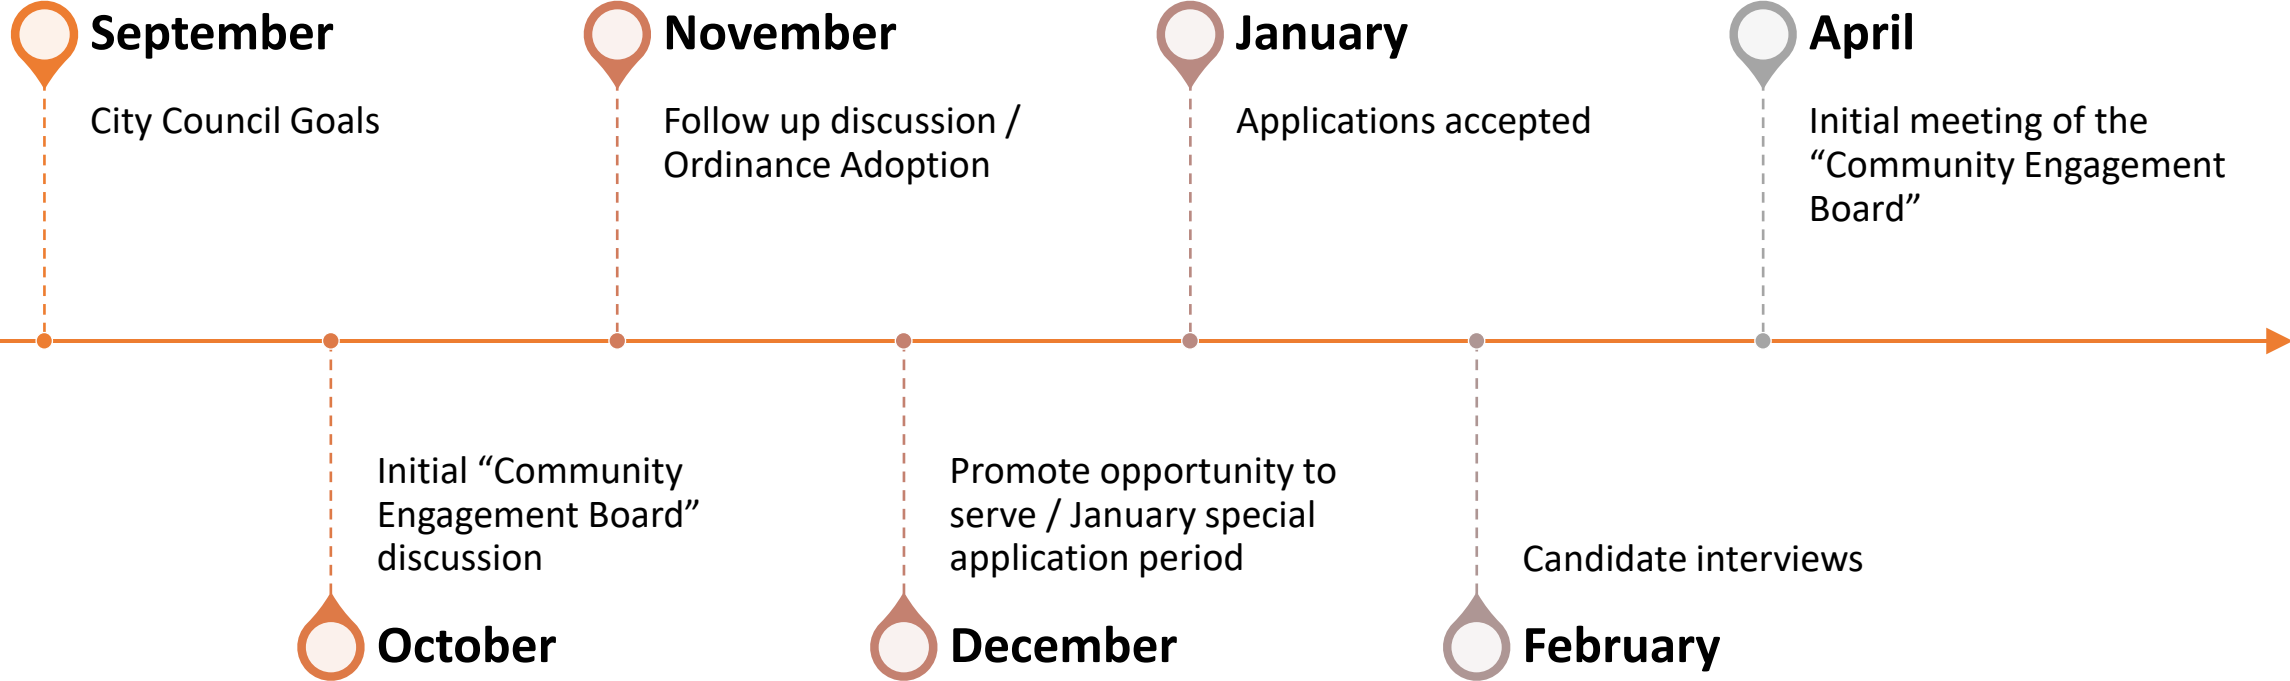 September
City Council Goals
November
Follow up discussion /
Ordinance Adoption
January
Applications accepted
April
Initial meeting of the
“Community Engagement
Board”
Initial “Community
Engagement Board”
discussion
October
Promote opportunity to
serve / January special
application period
December
Candidate interviews
February